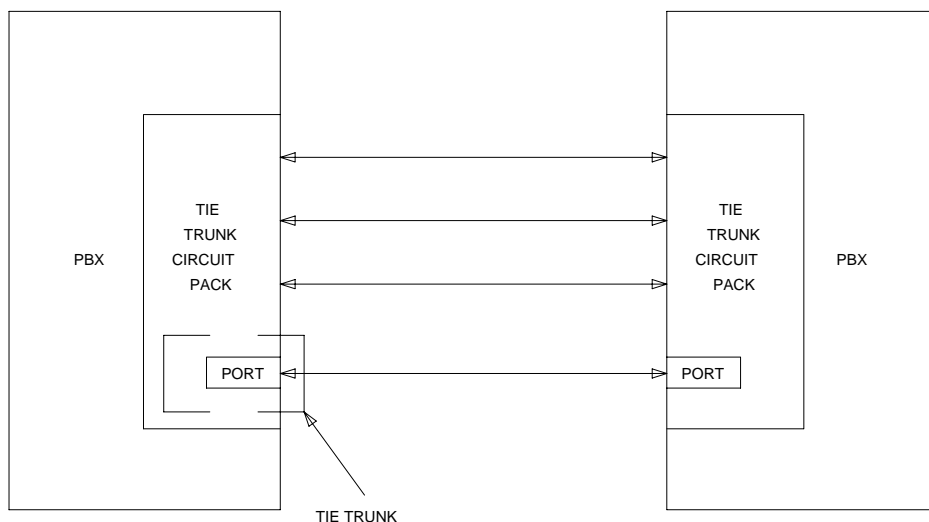 TIE
TRUNK
CIRCUIT
PACK
PBX
PORT
TIE TRUNK
TIE
TRUNK
CIRCUIT
PACK
PBX
PORT